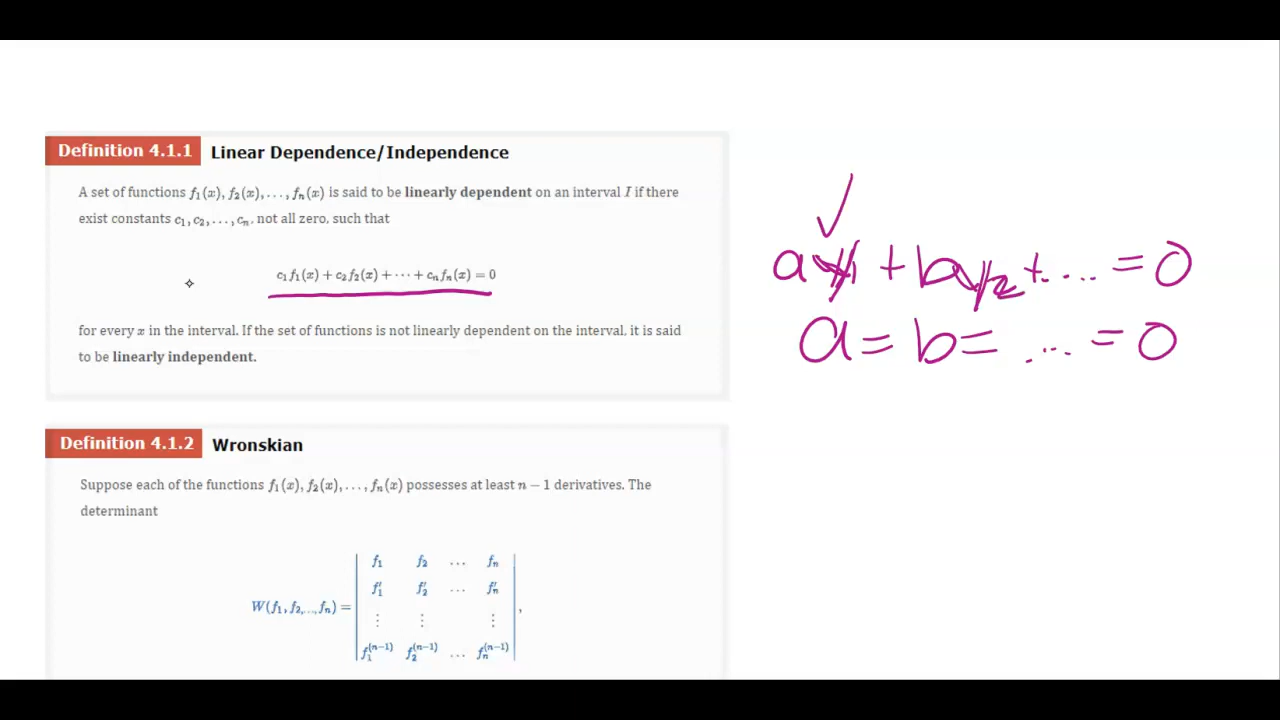 Definition 4.1.1 Linear Dependence/Independence
A set of functions f₁(x), f₂(x), . . . , fₙ(x) is said to be linearly dependent on an interval I if there
exist constants c₁, c₂, . . . , cₙ, not all zero, such that
c₁f₁(x) + c₂f₂(x) + ··· + cₙfₙ(x) = 0
for every x in the interval. If the set of functions is not linearly dependent on the interval, it is said
to be linearly independent.
a + b + .... = 0
a = b = .... = 0
Definition 4.1.2 Wronskian
Suppose each of the functions f₁(x), f₂(x), . . . , fₙ(x) possesses at least n − 1 derivatives. The
determinant
f₁ f₂ ··· fₙ
f₁′ f₂′ ··· fₙ′
W(f₁, f₂,...,fₙ) =
⋮ ⋮ ⋮
f₁⁽ⁿ⁻¹⁾ f₂⁽ⁿ⁻¹⁾ ··· fₙ⁽ⁿ⁻¹⁾ ,